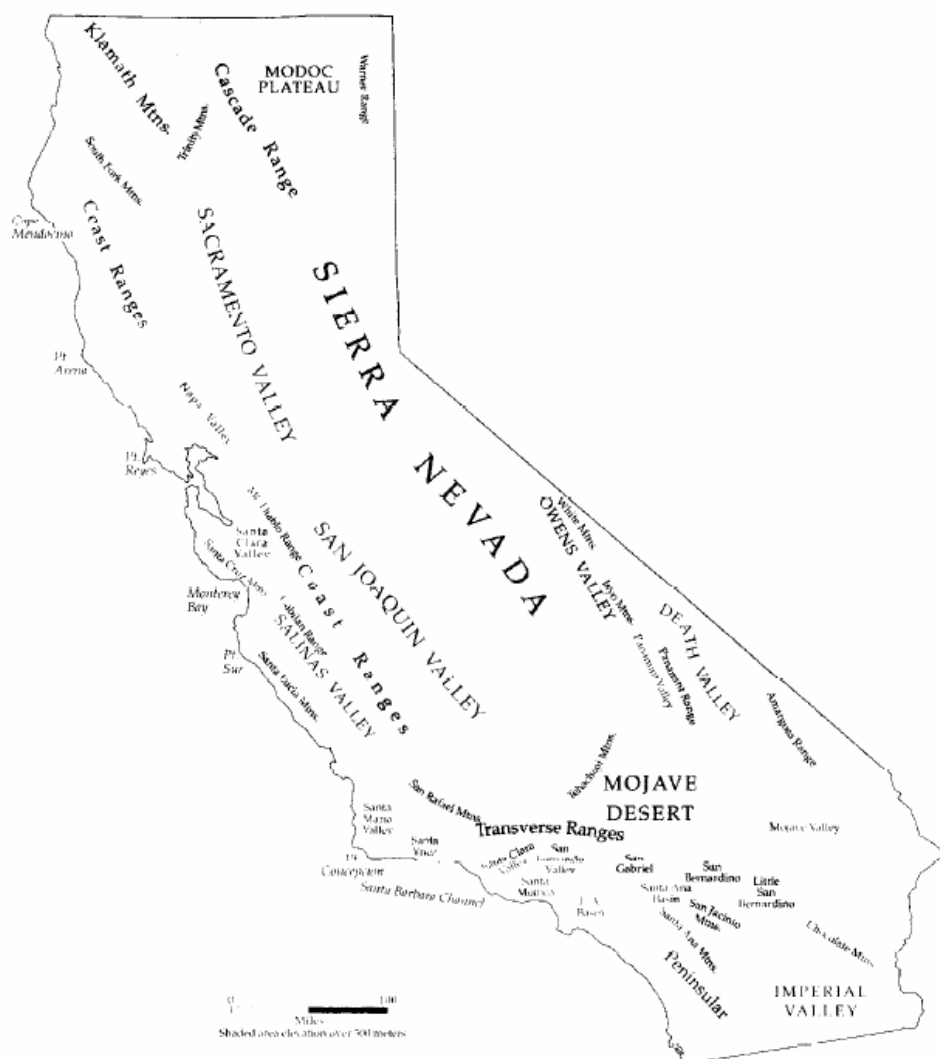 Klamath Mtns.
Cascade Range
MODOC
PLATEAU
Warner Range
Trinity Mtns.
South Fork Mtns.
Cape
Mendocino
Coast Ranges
SACRAMENTO VALLEY
SIERRA NEVADA
Pt
Arena
Napa Valley
Pt.
Reyes
Mt Diablo Range
Santa
Clara
Valley
Santa Cruz Mtns
Coast Ranges
SAN JOAQUIN VALLEY
White Mtns.
OWENS VALLEY
Inyo Mtns.
DEATH VALLEY
Monterey
Bay
Gabilan Range
SALINAS VALLEY
Pt
Sur
Santa Lucia Mtns.
Panamint Valley
Panamint Range
Amargosa Range
Tehachapi Mtns.
MOJAVE
DESERT
San Rafael Mtns.
Transverse Ranges
Santa
Maria
Valley
Santa
Ynez
Mojave Valley
Pt
Concepcion
Santa Barbara Channel
Santa Clara
Valley
San
Fernando
Valley
Santa
Monica
L A
Basin
San
Gabriel
San
Bernardino
Little
San
Bernardino
Santa Ana
Basin
San Jacinto
Mtns.
Santa Ana Mtns.
Chocolate Mtns
Peninsular
IMPERIAL
VALLEY
0 100
Miles
Shaded area elevation over 300 meters